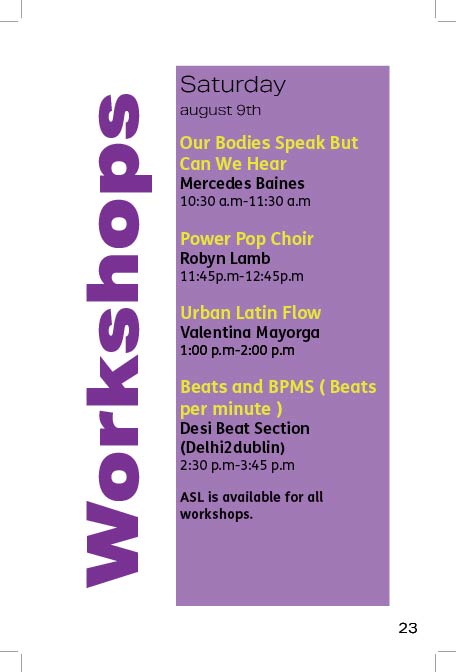 Workshops
Saturday
august 9th
Our Bodies Speak But
Can We Hear
Mercedes Baines
10:30 a.m-11:30 a.m
Power Pop Choir
Robyn Lamb
11:45p.m-12:45p.m
Urban Latin Flow
Valentina Mayorga
1:00 p.m-2:00 p.m
Beats and BPMS ( Beats
per minute )
Desi Beat Section
(Delhi2dublin)
2:30 p.m-3:45 p.m
ASL is available for all
workshops.
23